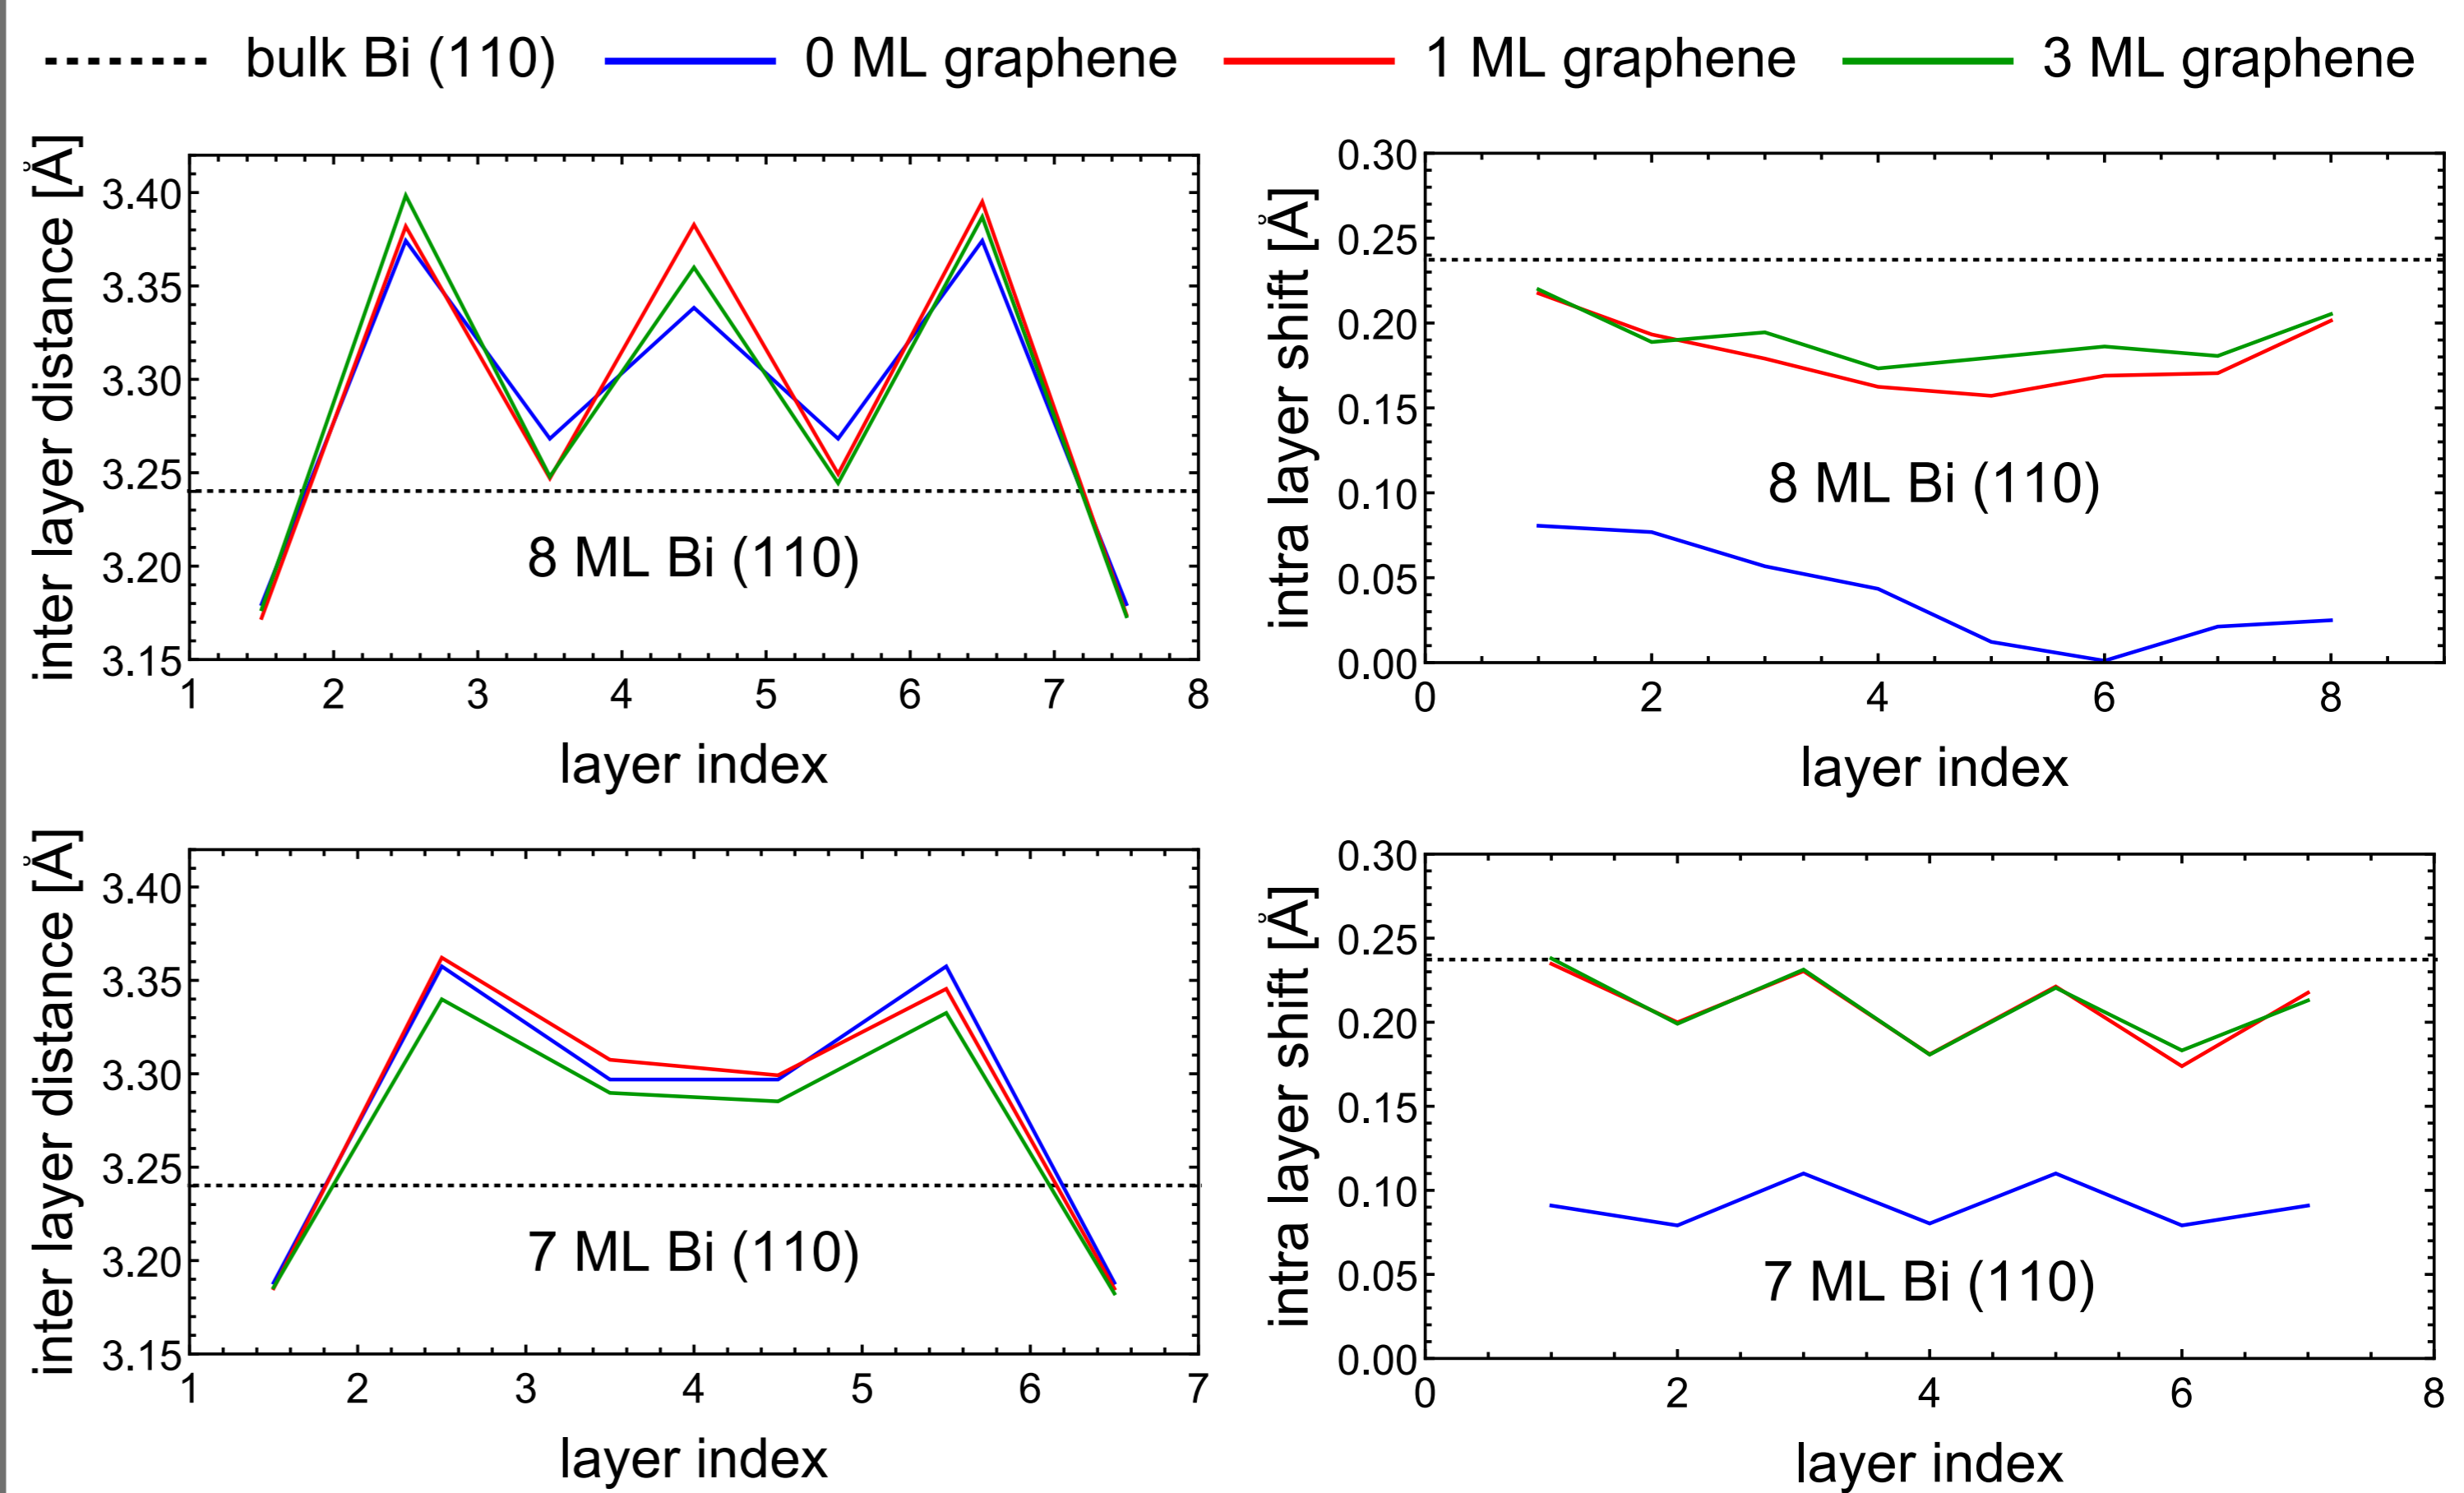 bulk Bi (110) 0 ML graphene 1 ML graphene 3 ML graphene
inter layer distance [Å]
3.40
3.35
3.30
3.25
3.20
3.15
8 ML Bi (110)
1 2 3 4 5 6 7 8
layer index
intra layer shift [Å]
0.30
0.25
0.20
0.15
0.10
0.05
0.00
8 ML Bi (110)
0 2 4 6 8
layer index
inter layer distance [Å]
3.40
3.35
3.30
3.25
3.20
3.15
7 ML Bi (110)
1 2 3 4 5 6 7
layer index
intra layer shift [Å]
0.30
0.25
0.20
0.15
0.10
0.05
0.00
7 ML Bi (110)
0 2 4 6 8
layer index